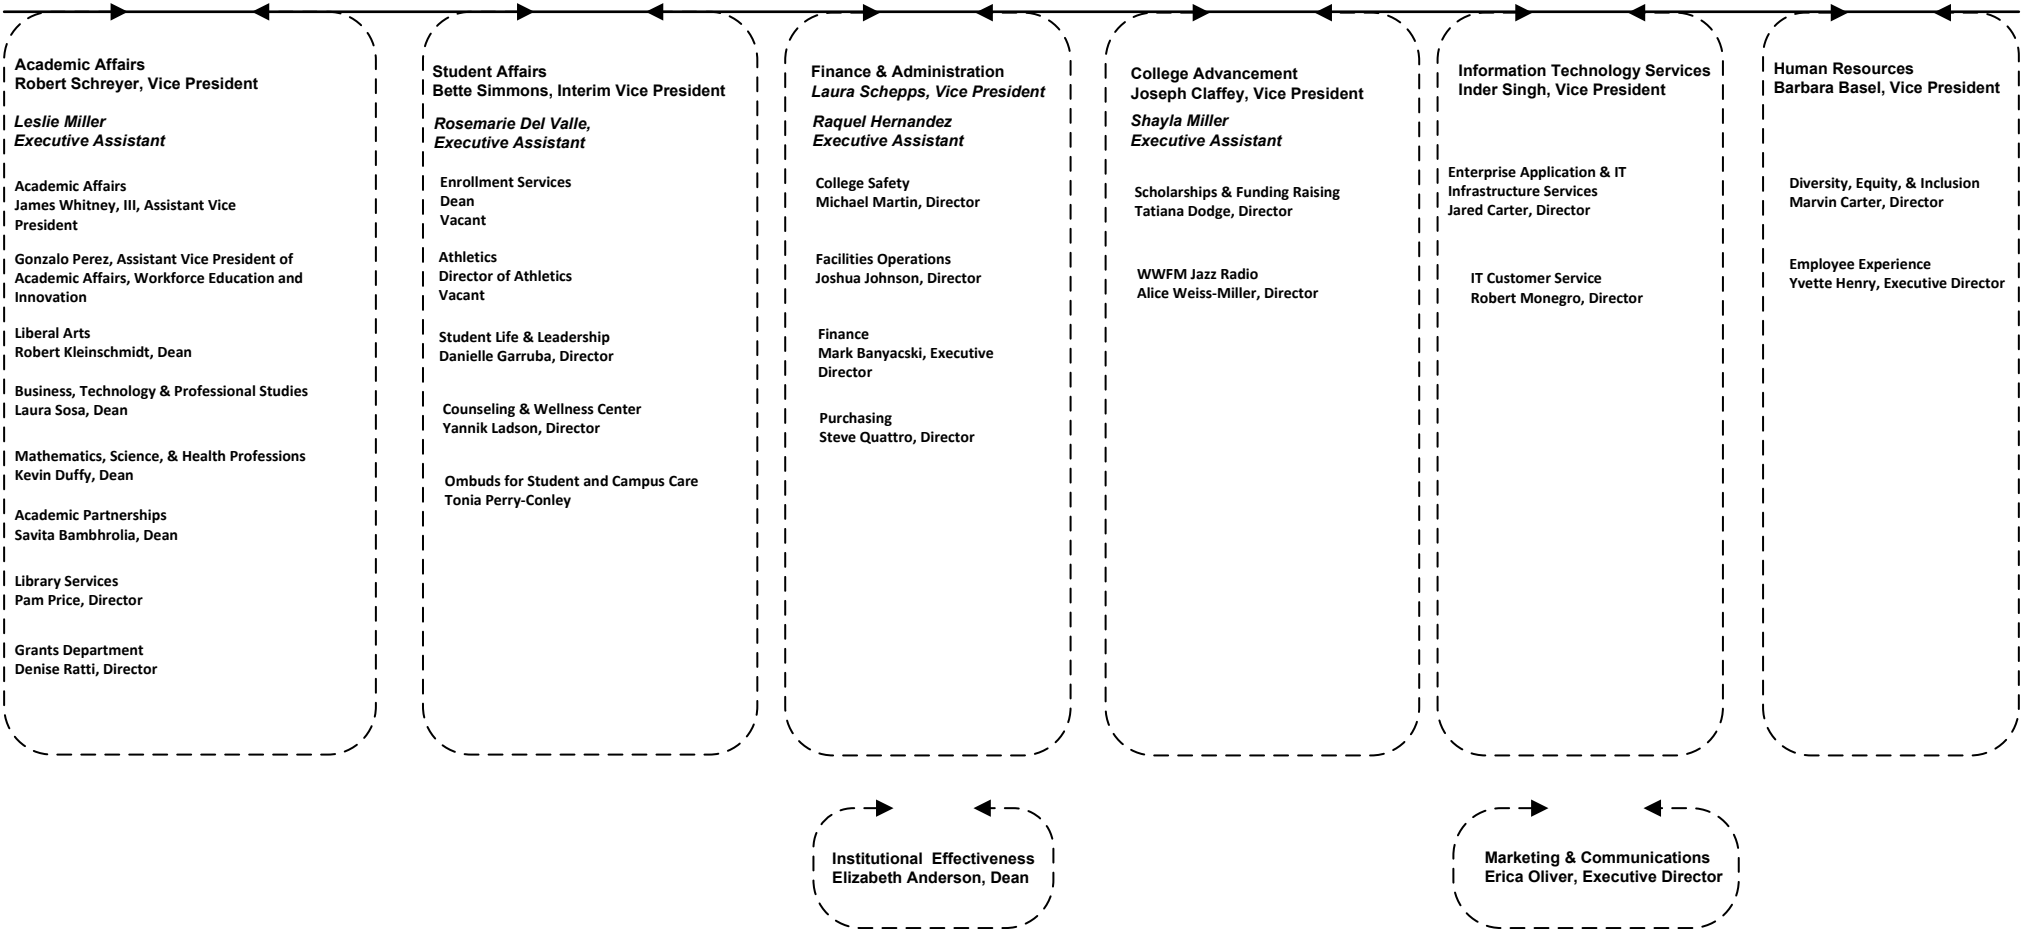 Academic Affairs
Robert Schreyer, Vice President
Leslie Miller
Executive Assistant
Academic Affairs
James Whitney, III, Assistant Vice
President
Gonzalo Perez, Assistant Vice President of
Academic Affairs, Workforce Education and
Innovation
Liberal Arts
Robert Kleinschmidt, Dean
Business, Technology & Professional Studies
Laura Sosa, Dean
Mathematics, Science, & Health Professions
Kevin Duffy, Dean
Academic Partnerships
Savita Bambhrolia, Dean
Library Services
Pam Price, Director
Grants Department
Denise Ratti, Director
Student Affairs
Bette Simmons, Interim Vice President
Rosemarie Del Valle,
Executive Assistant
Enrollment Services
Dean
Vacant
Athletics
Director of Athletics
Vacant
Student Life & Leadership
Danielle Garruba, Director
Counseling & Wellness Center
Yannik Ladson, Director
Ombuds for Student and Campus Care
Tonia Perry-Conley
Finance & Administration
Laura Schepps, Vice President
Raquel Hernandez
Executive Assistant
College Safety
Michael Martin, Director
Facilities Operations
Joshua Johnson, Director
Finance
Mark Banyacski, Executive
Director
Purchasing
Steve Quattro, Director
College Advancement
Joseph Claffey, Vice President
Shayla Miller
Executive Assistant
Scholarships & Funding Raising
Tatiana Dodge, Director
WWFM Jazz Radio
Alice Weiss-Miller, Director
Information Technology Services
Inder Singh, Vice President
Enterprise Application & IT
Infrastructure Services
Jared Carter, Director
IT Customer Service
Robert Monegro, Director
Human Resources
Barbara Basel, Vice President
Diversity, Equity, & Inclusion
Marvin Carter, Director
Employee Experience
Yvette Henry, Executive Director
Institutional Effectiveness
Elizabeth Anderson, Dean
Marketing & Communications
Erica Oliver, Executive Director